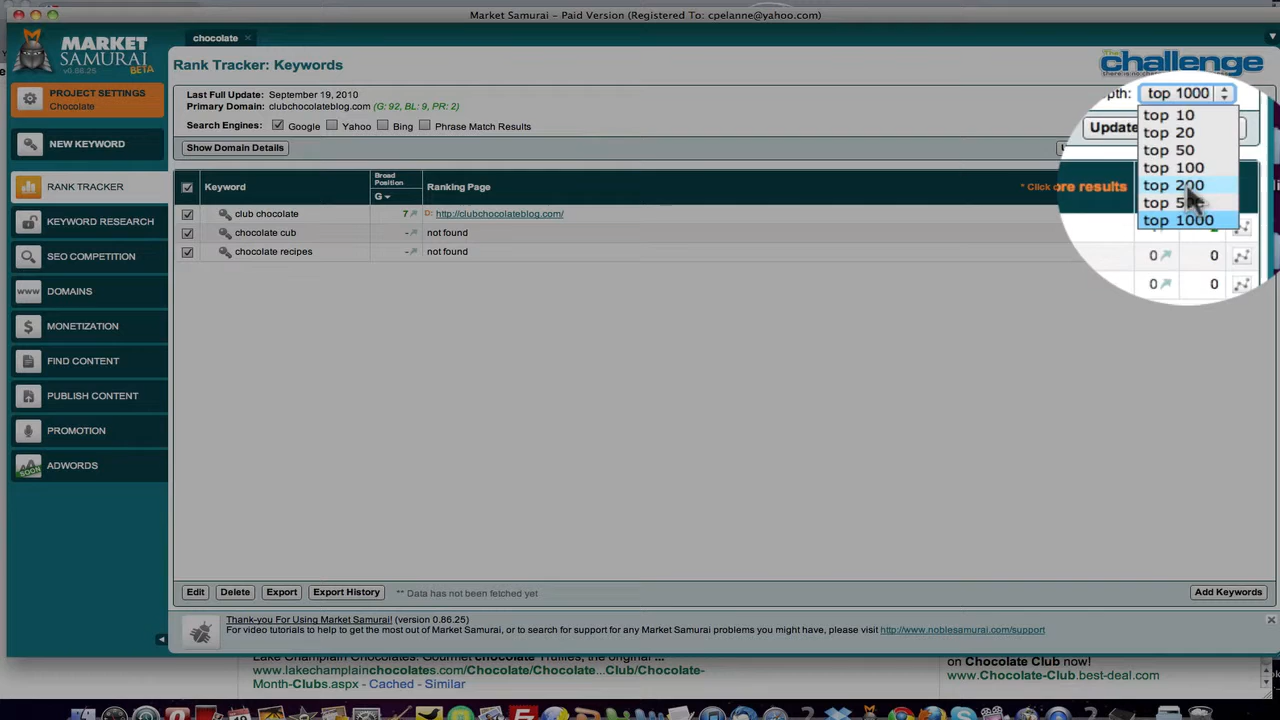 Market Samurai – Paid Version (Registered To: cpelanne@yahoo.com)
MARKET
SAMURAI
v0.86.25
BETA
chocolate
Rank Tracker: Keywords
The
challenge
PROJECT SETTINGS
Chocolate
NEW KEYWORD
RANK TRACKER
KEYWORD RESEARCH
SEO COMPETITION
DOMAINS
MONETIZATION
FIND CONTENT
PUBLISH CONTENT
PROMOTION
ADWORDS
SOON
Last Full Update: September 19, 2010
Primary Domain: clubchocolateblog.com (G: 92, BL: 9, PR: 2)
Search Engines: Google Yahoo Bing Phrase Match Results
Show Domain Details
top 1000
Update
top 10
top 20
top 50
top 100
top 200
top 1000
Keyword
Broad
Position
G
Ranking Page
* Click ore results
club chocolate 7 D: http://clubchocolateblog.com/
chocolate cub - not found 0 0
chocolate recipes - not found 0 0
Edit Delete Export Export History ** Data has not been fetched yet Add Keywords
Thank-you For Using Market Samurai! (version 0.86.25)
For video tutorials to help to get the most out of Market Samurai, or to search for support for any Market Samurai problems you might have, please visit http://www.noblesamurai.com/support
Lake Champlain Chocolates: Gourmet chocolate Truffles, the original ...
www.lakechamplainchocolates.com/Chocolate/Chocolate...Club/Chocolate-
Month-Clubs.aspx - Cached - Similar
on Chocolate Club now!
www.Chocolate-Club.best-deal.com